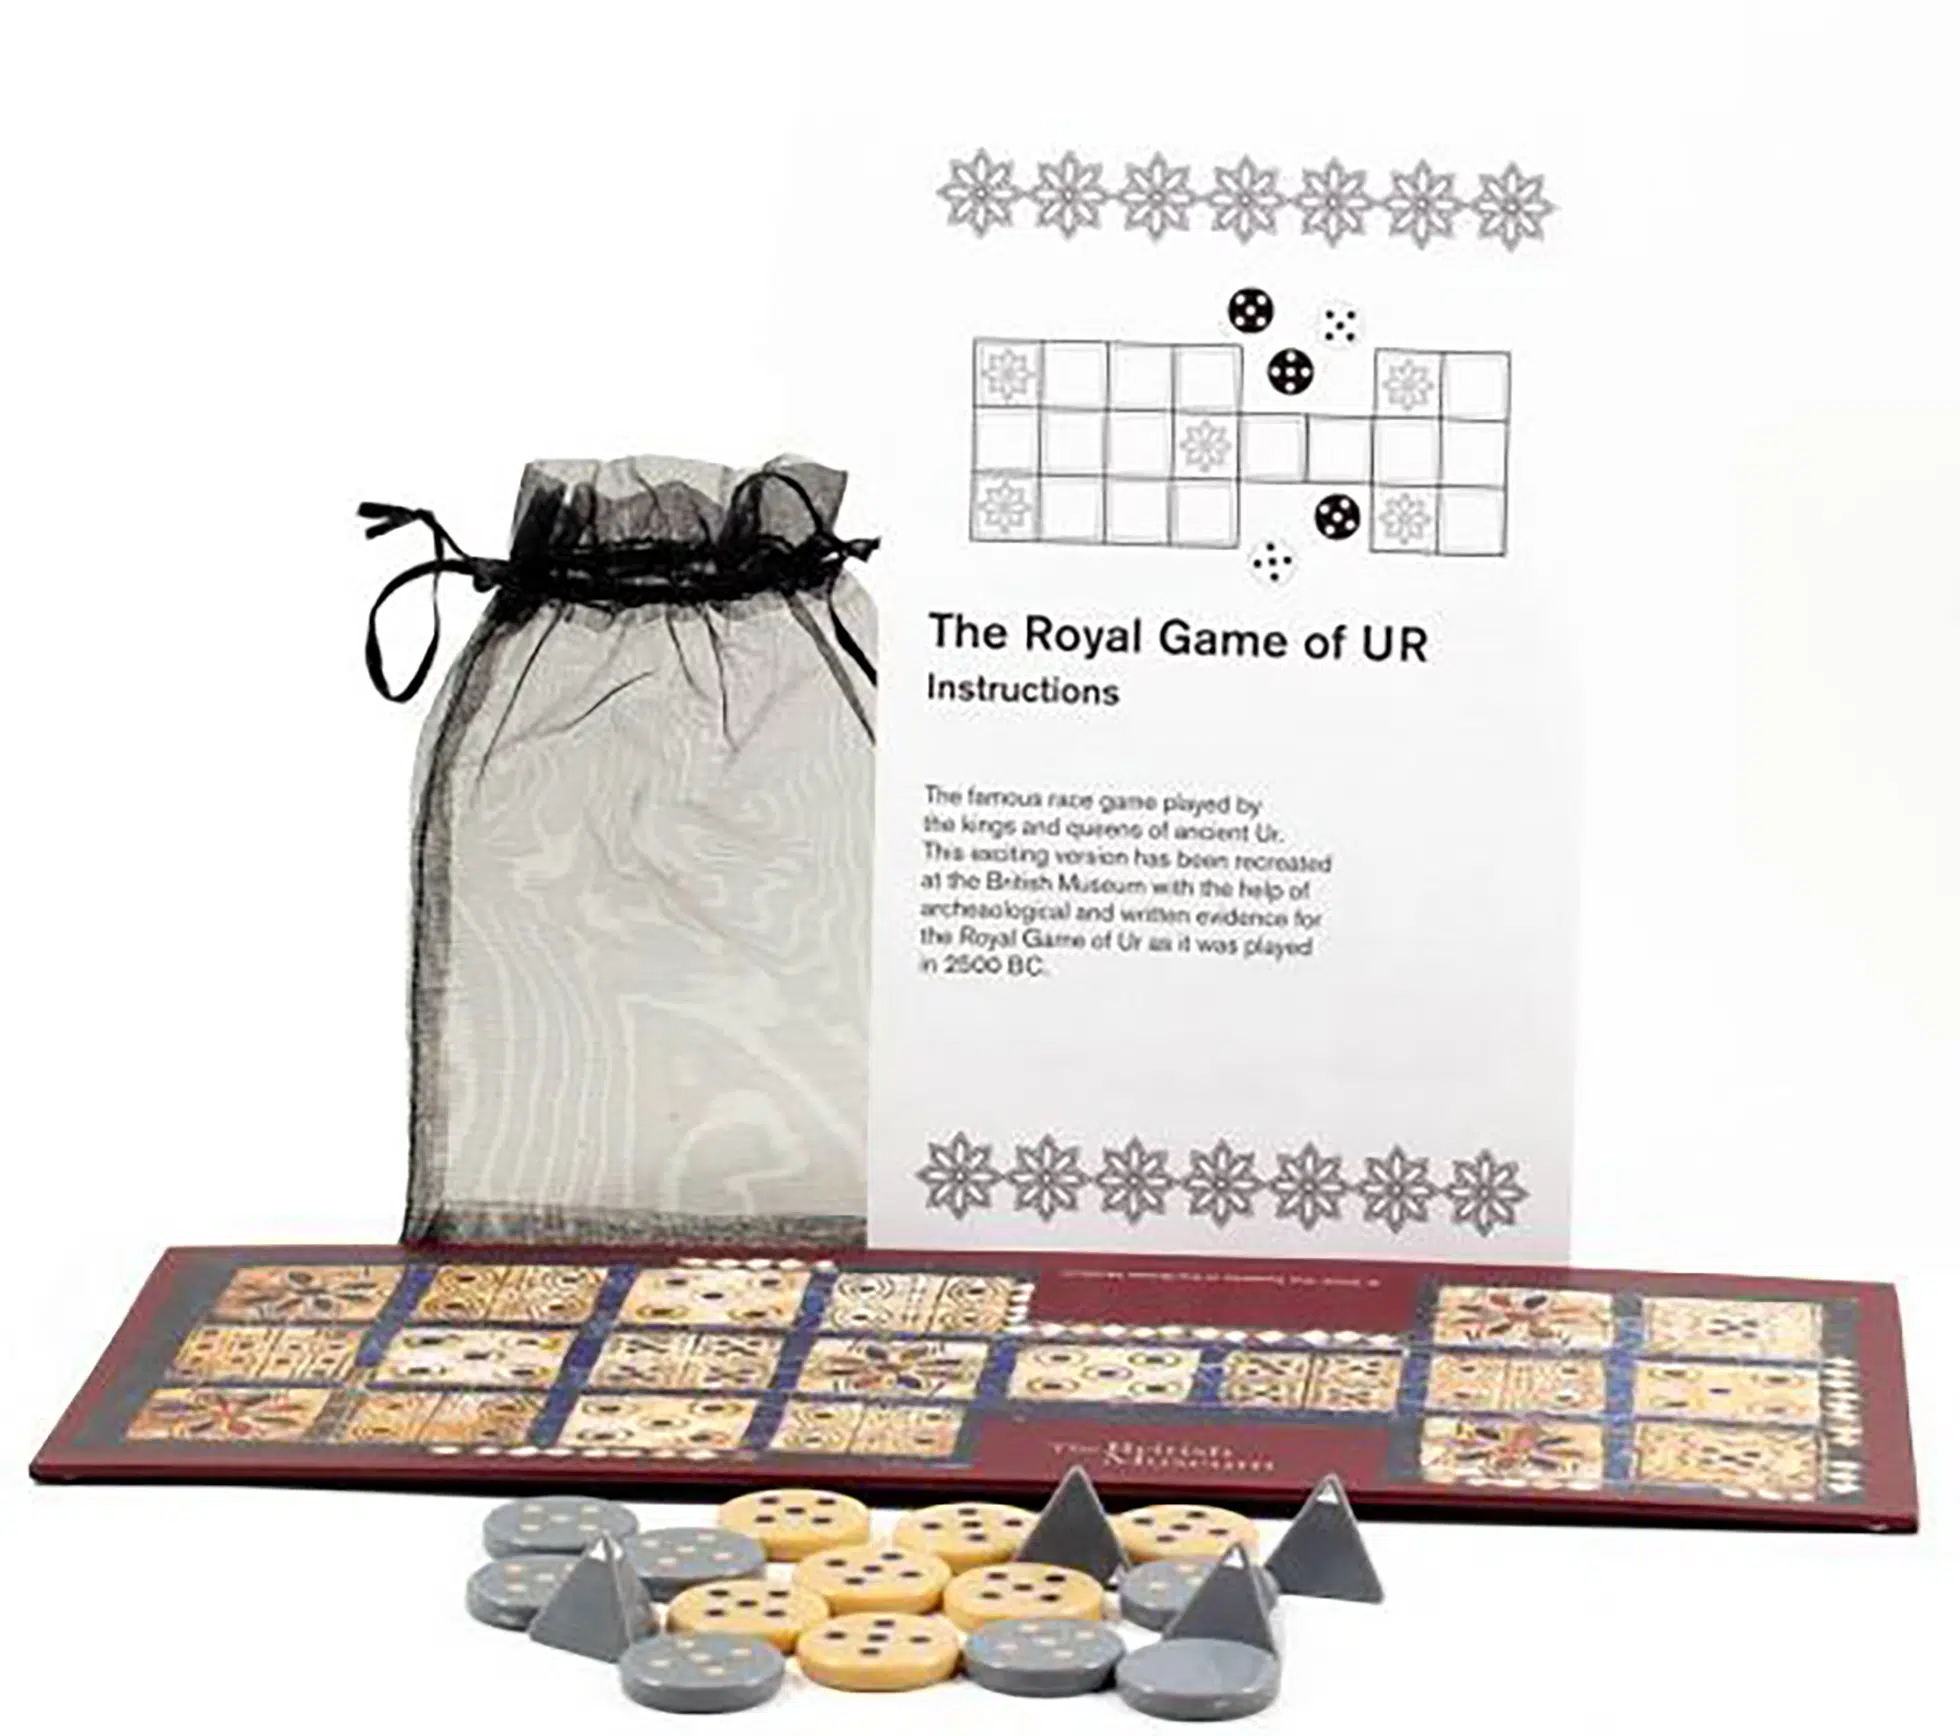 The Royal Game of UR
Instructions
The famous race game played by
the kings and queens of ancient Ur.
This exciting version has been recreated
at the British Museum with the help of
archaeological and written evidence for
the Royal Game of Ur as it was played
in 2500 BC.
The British
Museum